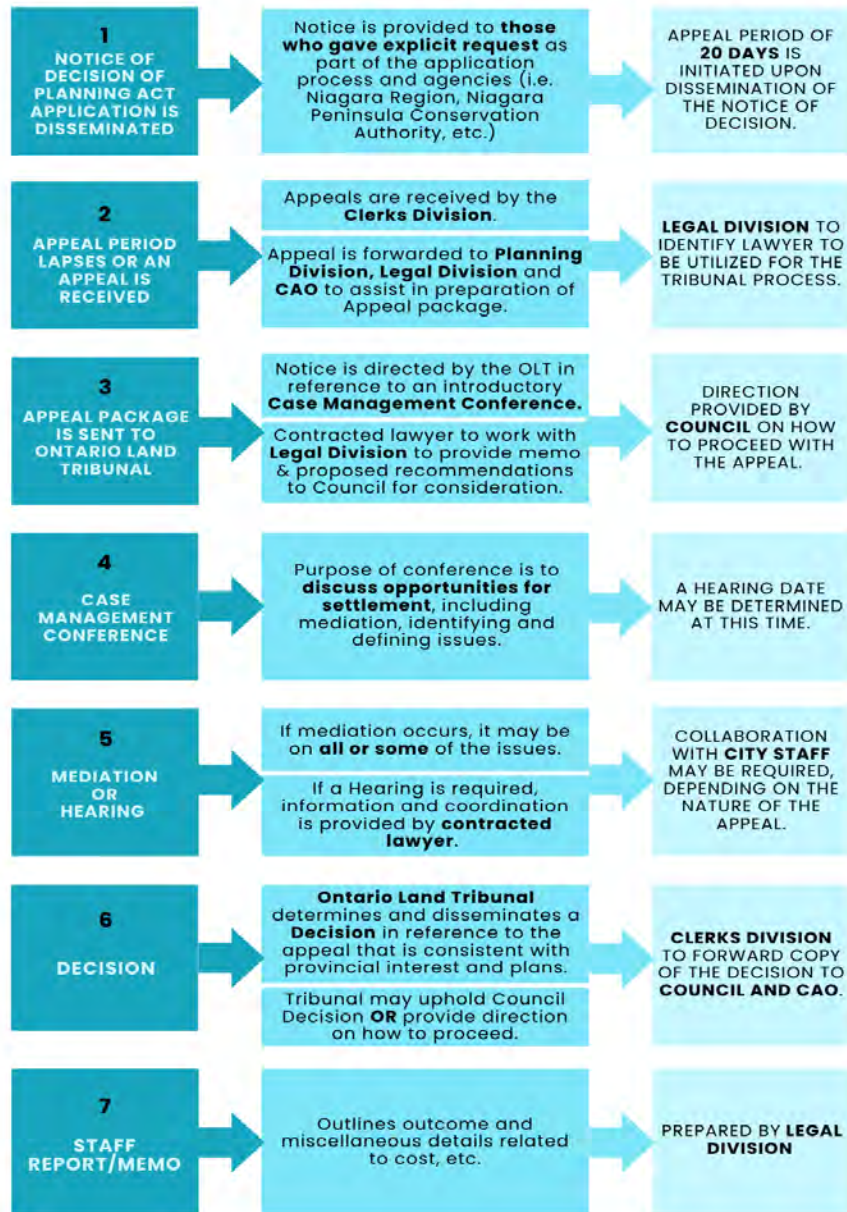 1
NOTICE OF
DECISION OF
PLANNING ACT
APPLICATION IS
DISSEMINATED
Notice is provided to those
who gave explicit request as
part of the application
process and agencies (i.e.
Niagara Region, Niagara
Peninsula Conservation
Authority, etc.)
APPEAL PERIOD OF
20 DAYS IS
INITIATED UPON
DISSEMINATION OF
THE NOTICE OF
DECISION.
2
APPEAL PERIOD
LAPSES OR AN
APPEAL IS
RECEIVED
Appeals are received by the
Clerks Division.
Appeal is forwarded to Planning
Division, Legal Division and
CAO to assist in preparation of
Appeal package.
LEGAL DIVISION TO
IDENTIFY LAWYER TO
BE UTILIZED FOR THE
TRIBUNAL PROCESS.
3
APPEAL PACKAGE
IS SENT TO
ONTARIO LAND
TRIBUNAL
Notice is directed by the OLT in
reference to an introductory
Case Management Conference.
Contracted lawyer to work with
Legal Division to provide memo
& proposed recommendations
to Council for consideration.
DIRECTION
PROVIDED BY
COUNCIL ON HOW
TO PROCEED WITH
THE APPEAL.
4
CASE
MANAGEMENT
CONFERENCE
Purpose of conference is to
discuss opportunities for
settlement, including
mediation, identifying and
defining issues.
A HEARING DATE
MAY BE DETERMINED
AT THIS TIME.
5
MEDIATION
OR
HEARING
If mediation occurs, it may be
on all or some of the issues.
If a Hearing is required,
information and coordination
is provided by contracted
lawyer.
COLLABORATION
WITH CITY STAFF
MAY BE REQUIRED,
DEPENDING ON THE
NATURE OF THE
APPEAL.
6
DECISION
Ontario Land Tribunal
determines and disseminates a
Decision in reference to the
appeal that is consistent with
provincial interest and plans.
Tribunal may uphold Council
Decision OR provide direction
on how to proceed.
CLERKS DIVISION
TO FORWARD COPY
OF THE DECISION TO
COUNCIL AND CAO.
7
STAFF
REPORT/MEMO
Outlines outcome and
miscellaneous details related
to cost, etc.
PREPARED BY LEGAL
DIVISION